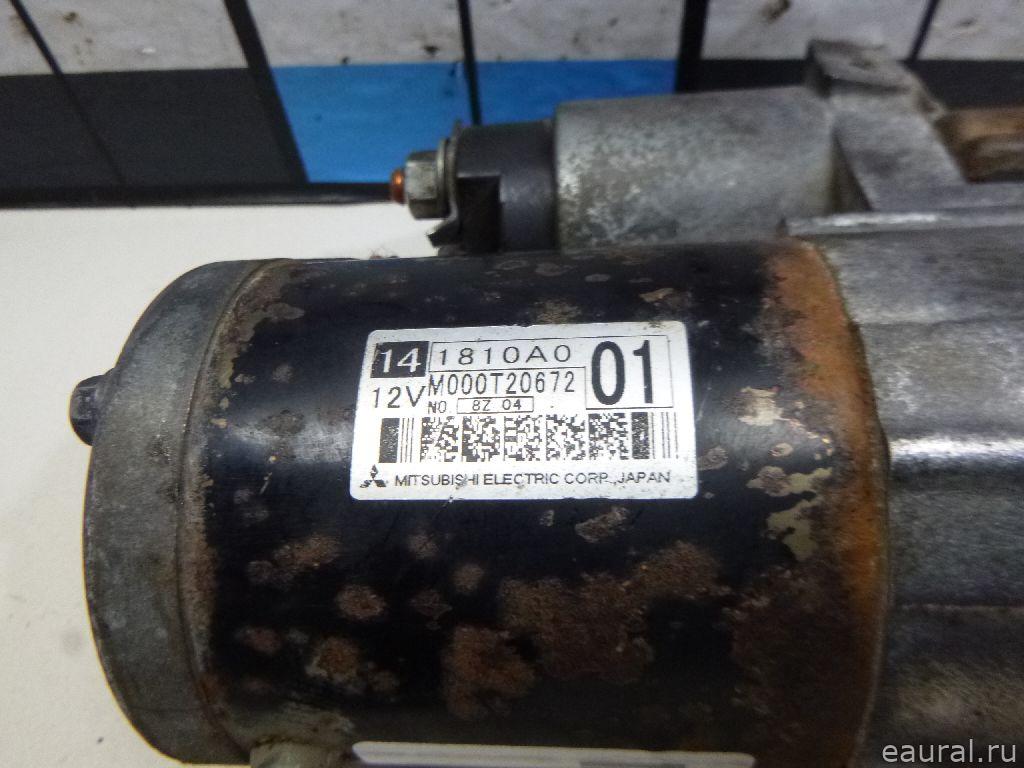 14 1810A0 01
12V M000T20672
NO 8Z 04
MITSUBISHI ELECTRIC CORP., JAPAN
eaural.ru